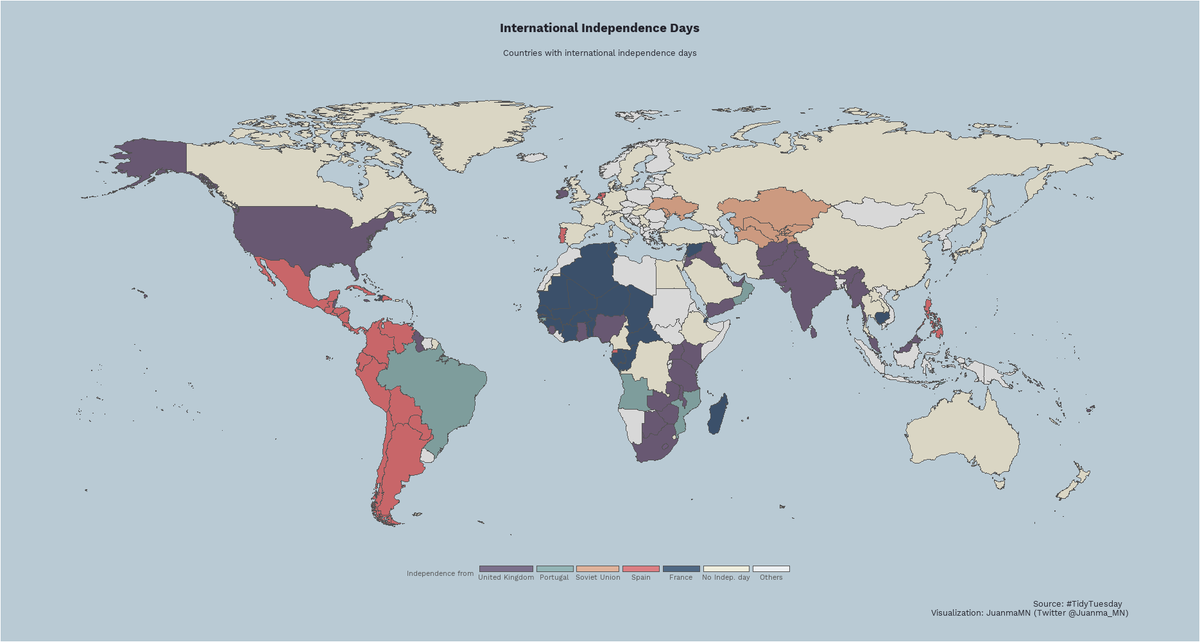 International Independence Days
Countries with international independence days
Independence from
United Kingdom Portugal Soviet Union Spain France No Indep. day Others
Source: #TidyTuesday
Visualization: JuanmaMN (Twitter @Juanma_MN)